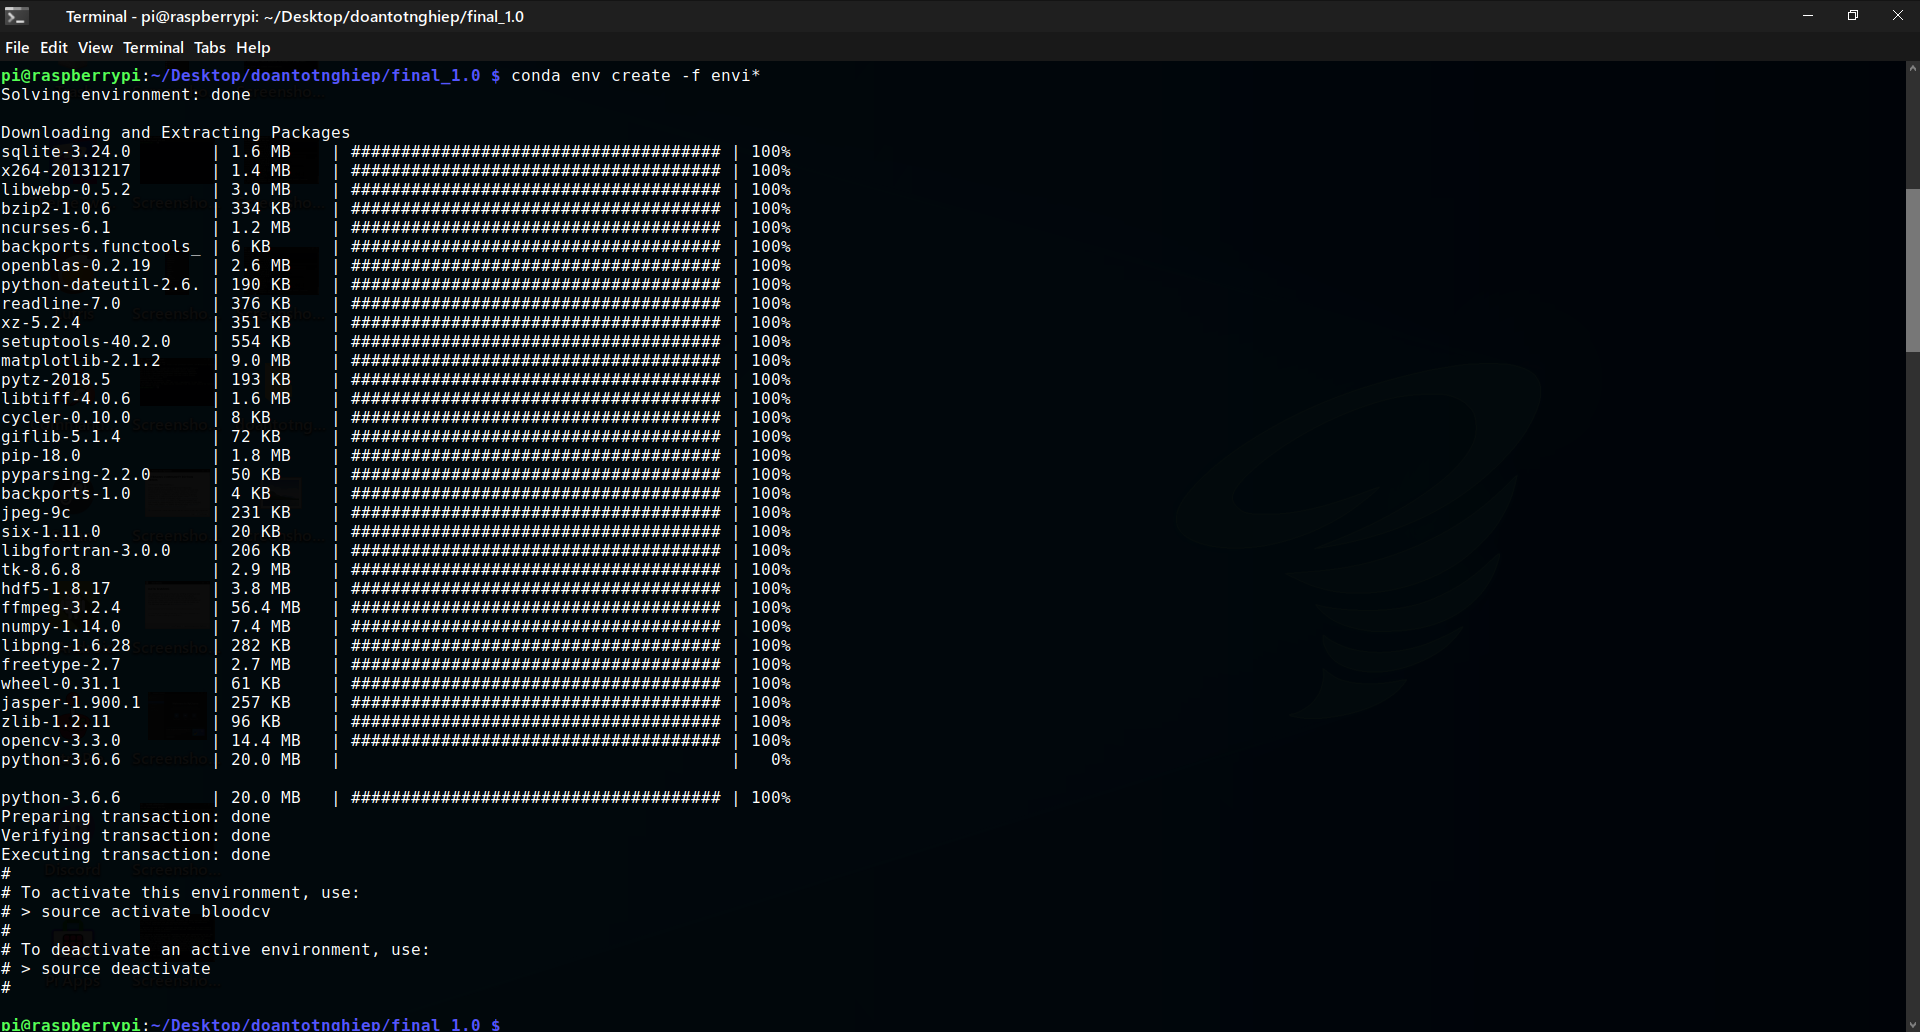 Terminal - pi@raspberrypi: ~/Desktop/doantotnghiep/final_1.0
File Edit View Terminal Tabs Help
pi@raspberrypi:~/Desktop/doantotnghiep/final_1.0 $ conda env create -f envi*
Solving environment: done
Downloading and Extracting Packages
sqlite-3.24.0 | 1.6 MB | ##################################### | 100%
x264-20131217 | 1.4 MB | ##################################### | 100%
libwebp-0.5.2 | 3.0 MB | ##################################### | 100%
bzip2-1.0.6 | 334 KB | ##################################### | 100%
ncurses-6.1 | 1.2 MB | ##################################### | 100%
backports.functools_ | 6 KB | ##################################### | 100%
openblas-0.2.19 | 2.6 MB | ##################################### | 100%
python-dateutil-2.6. | 190 KB | ##################################### | 100%
readline-7.0 | 376 KB | ##################################### | 100%
xz-5.2.4 | 351 KB | ##################################### | 100%
setuptools-40.2.0 | 554 KB | ##################################### | 100%
matplotlib-2.1.2 | 9.0 MB | ##################################### | 100%
pytz-2018.5 | 193 KB | ##################################### | 100%
libtiff-4.0.6 | 1.6 MB | ##################################### | 100%
cycler-0.10.0 | 8 KB | ##################################### | 100%
giflib-5.1.4 | 72 KB | ##################################### | 100%
pip-18.0 | 1.8 MB | ##################################### | 100%
pyparsing-2.2.0 | 50 KB | ##################################### | 100%
backports-1.0 | 4 KB | ##################################### | 100%
jpeg-9c | 231 KB | ##################################### | 100%
six-1.11.0 | 20 KB | ##################################### | 100%
libgfortran-3.0.0 | 206 KB | ##################################### | 100%
tk-8.6.8 | 2.9 MB | ##################################### | 100%
hdf5-1.8.17 | 3.8 MB | ##################################### | 100%
ffmpeg-3.2.4 | 56.4 MB | ##################################### | 100%
numpy-1.14.0 | 7.4 MB | ##################################### | 100%
libpng-1.6.28 | 282 KB | ##################################### | 100%
freetype-2.7 | 2.7 MB | ##################################### | 100%
wheel-0.31.1 | 61 KB | ##################################### | 100%
jasper-1.900.1 | 257 KB | ##################################### | 100%
zlib-1.2.11 | 96 KB | ##################################### | 100%
opencv-3.3.0 | 14.4 MB | ##################################### | 100%
python-3.6.6 | 20.0 MB | | 0%
python-3.6.6 | 20.0 MB | ##################################### | 100%
Preparing transaction: done
Verifying transaction: done
Executing transaction: done
#
# To activate this environment, use:
# > source activate bloodcv
#
# To deactivate an active environment, use:
# > source deactivate
#
pi@raspberrypi:~/Desktop/doantotnghiep/final_1.0 $